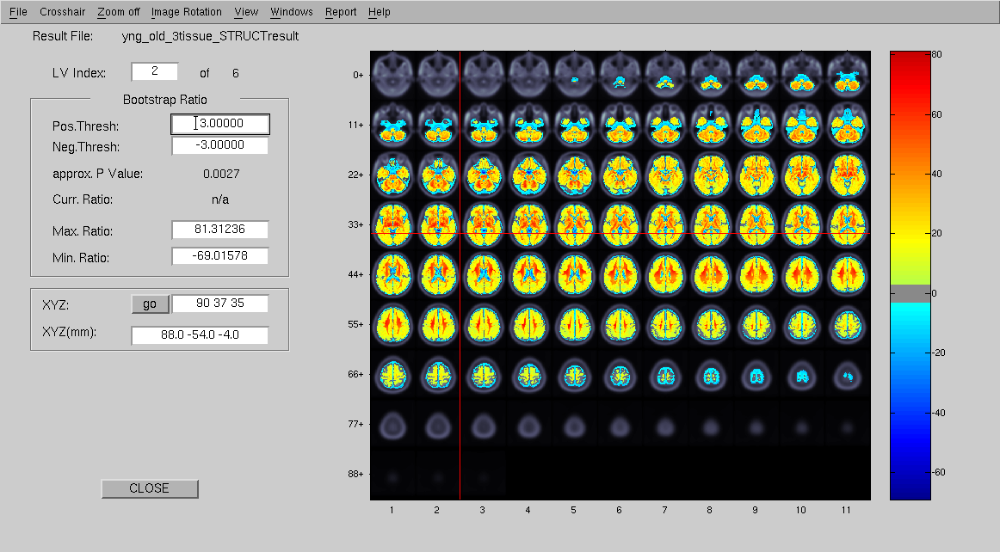 File Crosshair Zoom off Image Rotation View Windows Report Help
Result File: yng_old_3tissue_STRUCTresult
LV Index: 2 of 6
Bootstrap Ratio
Pos.Thresh: 3.00000
Neg.Thresh: -3.00000
approx. P Value: 0.0027
Curr. Ratio: n/a
Max. Ratio: 81.31236
Min. Ratio: -69.01578
XYZ: go 90 37 35
XYZ(mm): 88.0 -54.0 -4.0
CLOSE
0+
11+
22+
33+
44+
55+
66+
77+
88+
1 2 3 4 5 6 7 8 9 10 11
80
60
40
20
0
-20
-40
-60